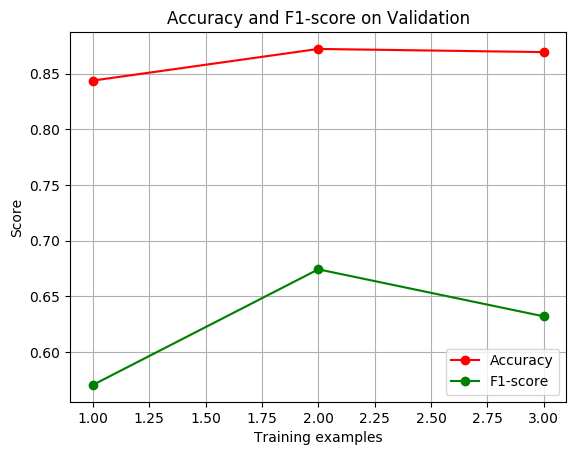 Accuracy and F1-score on Validation
Score
0.85
0.80
0.75
0.70
0.65
0.60
Accuracy
F1-score
1.00 1.25 1.50 1.75 2.00 2.25 2.50 2.75 3.00
Training examples